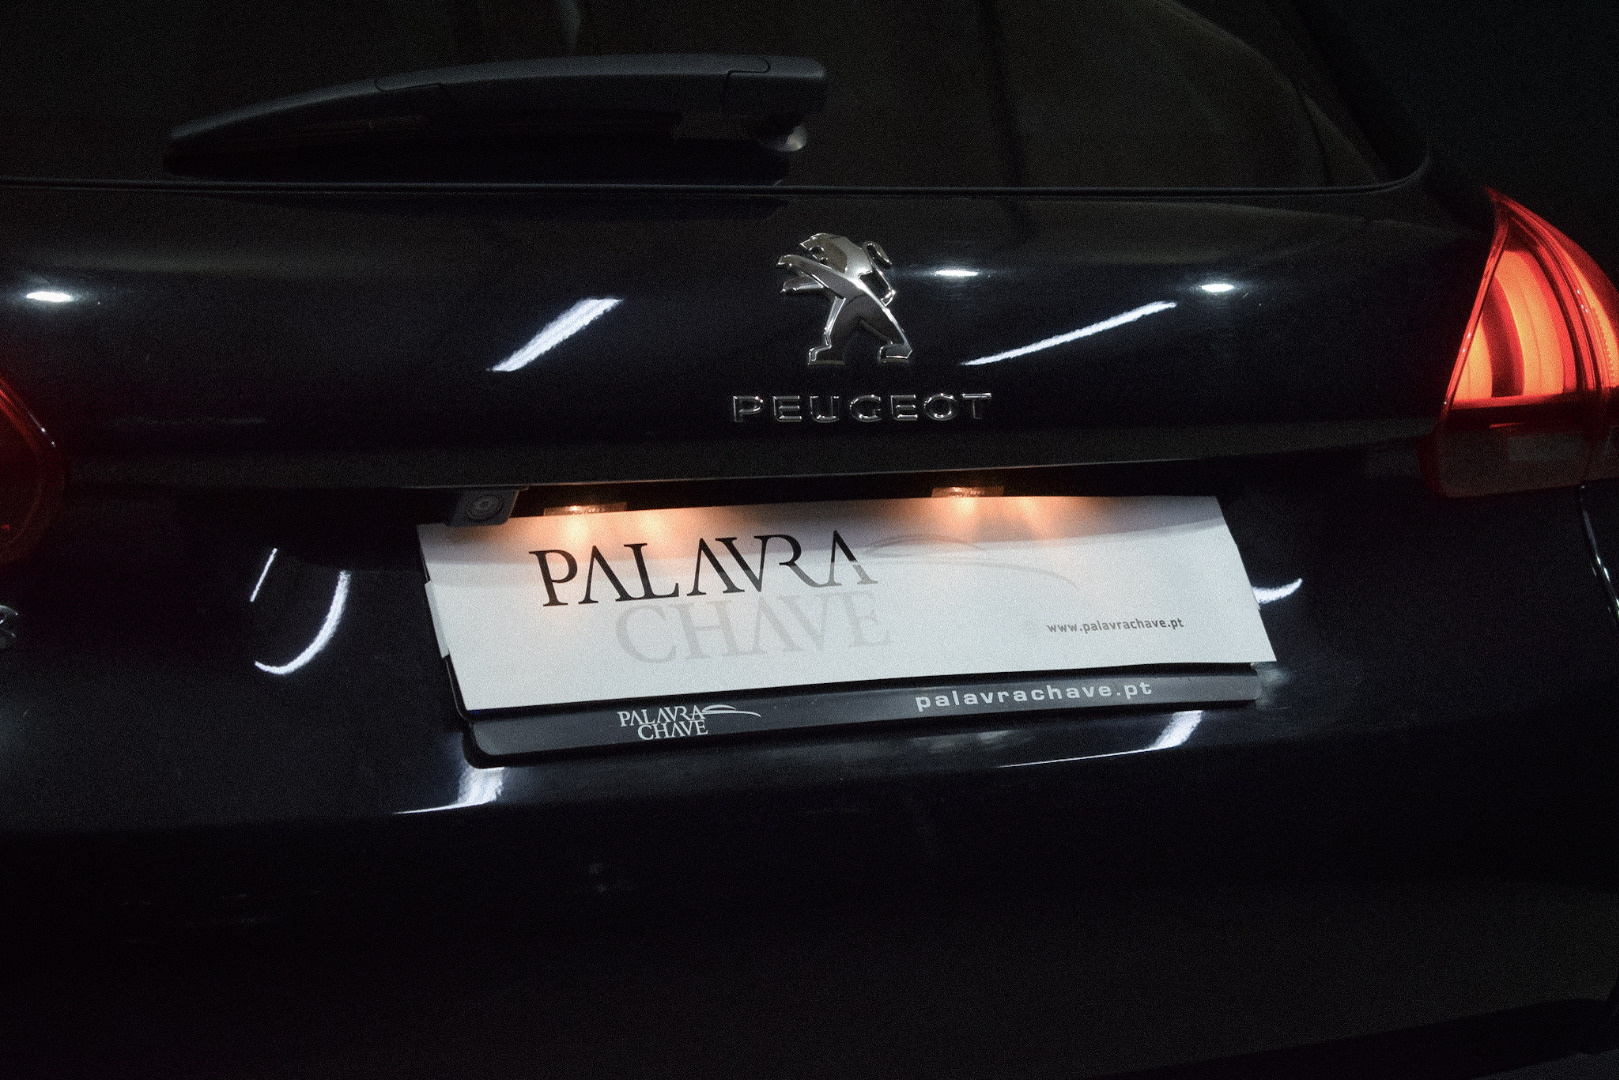 PEUGEOT
PALAVRA
CHAVE
www.palavrachave.pt
PALAVRA
CHAVE
palavrachave.pt